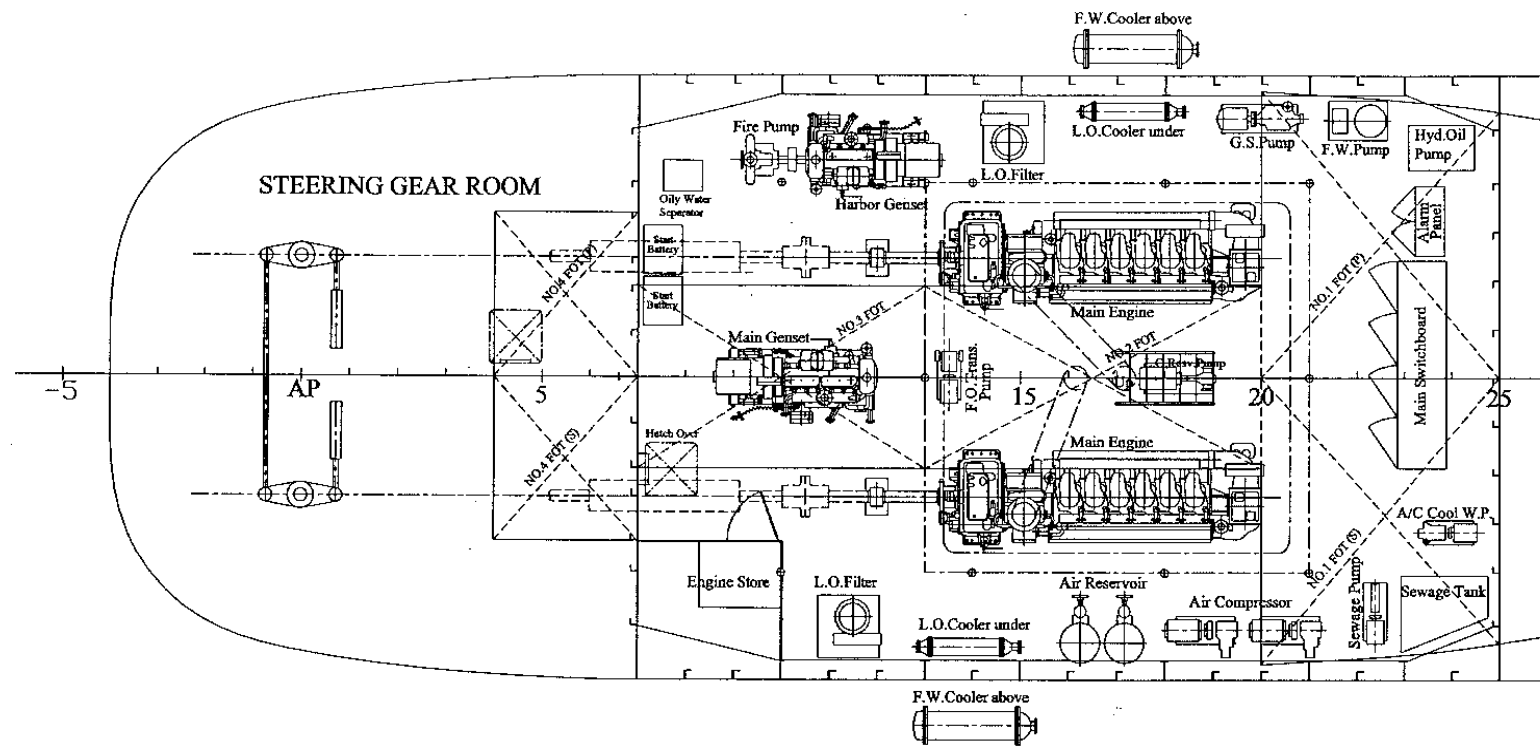 F.W.Cooler above
Fire Pump
L.O.Cooler under
G.S.Pump
F.W.Pump
Hyd.Oil
Pump
L.O.Filter
STEERING GEAR ROOM
Oily Water
Separator
Harbor Genset
Alarm
Panel
Start
Battery
NO.4 FOT (P)
Start
Battery
NO.3 FOT
Main Engine
NO.1 FOT (P)
Main Genset
NO.2 FOT
Main Switchboard
F.O.Trans.
Pump
-5
AP
5
15
20
25
NO.4 FOT (S)
Main Engine
A/C Cool W.P.
NO.1 FOT (S)
Engine Store
L.O.Filter
Air Reservoir
Air Compressor
Sewage Pump
Sewage Tank
L.O.Cooler under
F.W.Cooler above